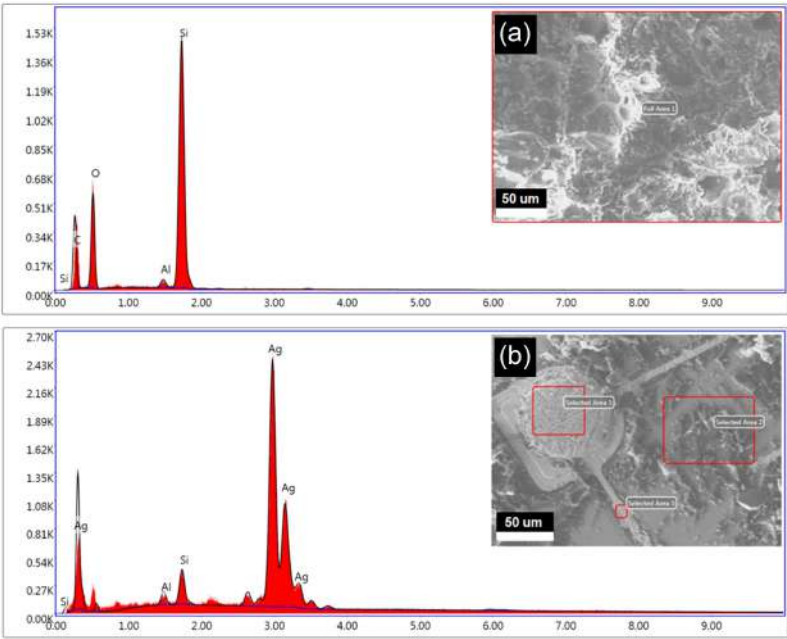 1.53K
1.36K
1.19K
1.02K
0.85K
0.68K
0.51K
0.34K
0.17K
0.00K
Si
C
O
Al
Si
0.00 1.00 2.00 3.00 4.00 5.00 6.00 7.00 8.00 9.00
(a)
Full Area 1
50 um
2.70K
2.43K
2.16K
1.89K
1.62K
1.35K
1.08K
0.81K
0.54K
0.27K
0.00K
Si
Ag
Al
Si
Ag
Ag
Ag
0.00 1.00 2.00 3.00 4.00 5.00 6.00 7.00 8.00 9.00
(b)
Selected Area 1
Selected Area 2
Selected Area 3
50 um